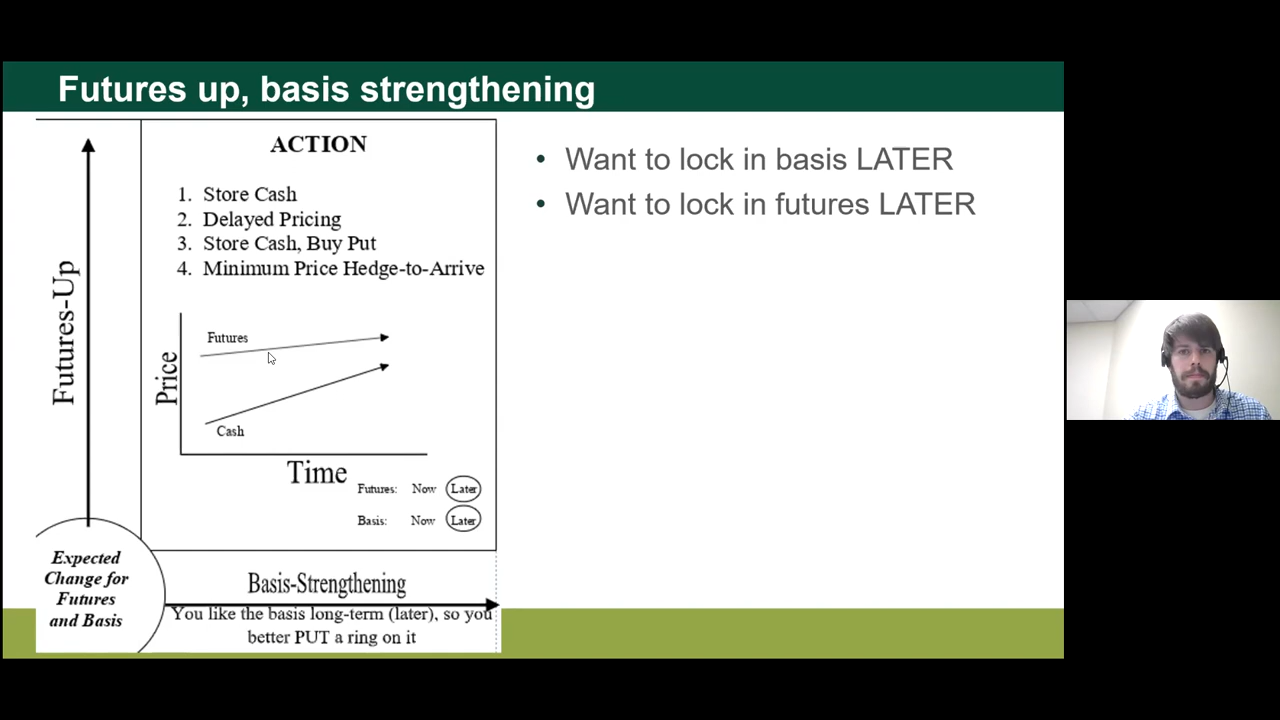 Futures up, basis strengthening
ACTION
1. Store Cash
2. Delayed Pricing
3. Store Cash, Buy Put
4. Minimum Price Hedge-to-Arrive
Futures-Up
Price
Futures
Cash
Time
Futures: Now Later
Basis: Now Later
Expected
Change for
Futures
and Basis
Basis-Strengthening
You like the basis long-term (later), so you
better PUT a ring on it
• Want to lock in basis LATER
• Want to lock in futures LATER